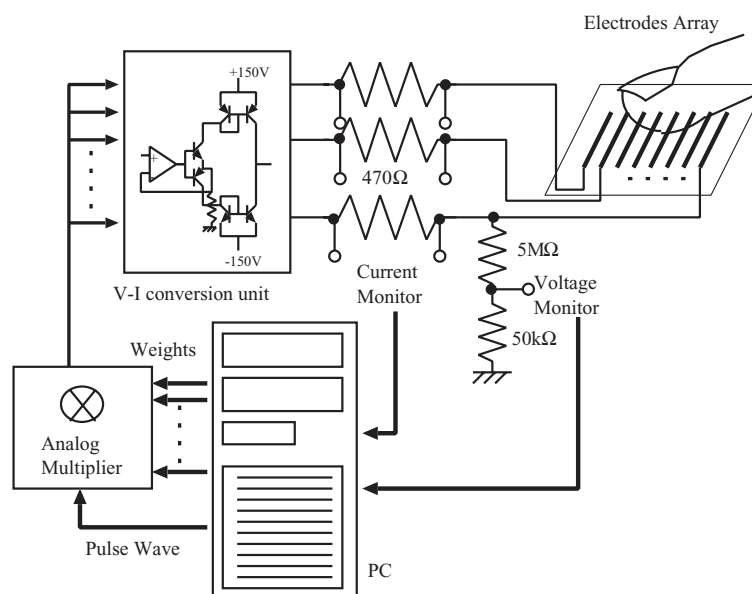 Electrodes Array
+150V
+
-
-150V
V-I conversion unit
470Ω
Current
Monitor
5MΩ
Voltage
Monitor
50kΩ
Weights
Analog
Multiplier
Pulse Wave
PC